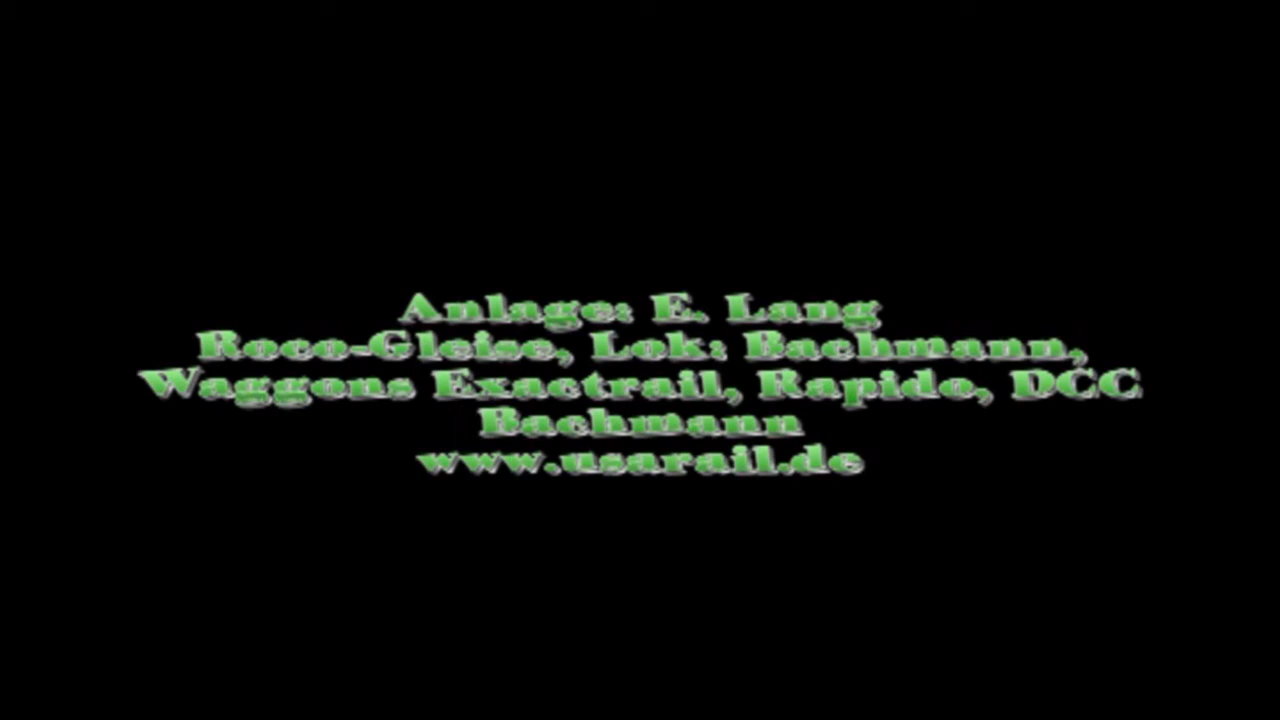 Anlage: E. Lang
Roco-Gleise, Lok: Bachmann,
Waggons Exactrail, Rapido, DCC
Bachmann
www.usarail.de